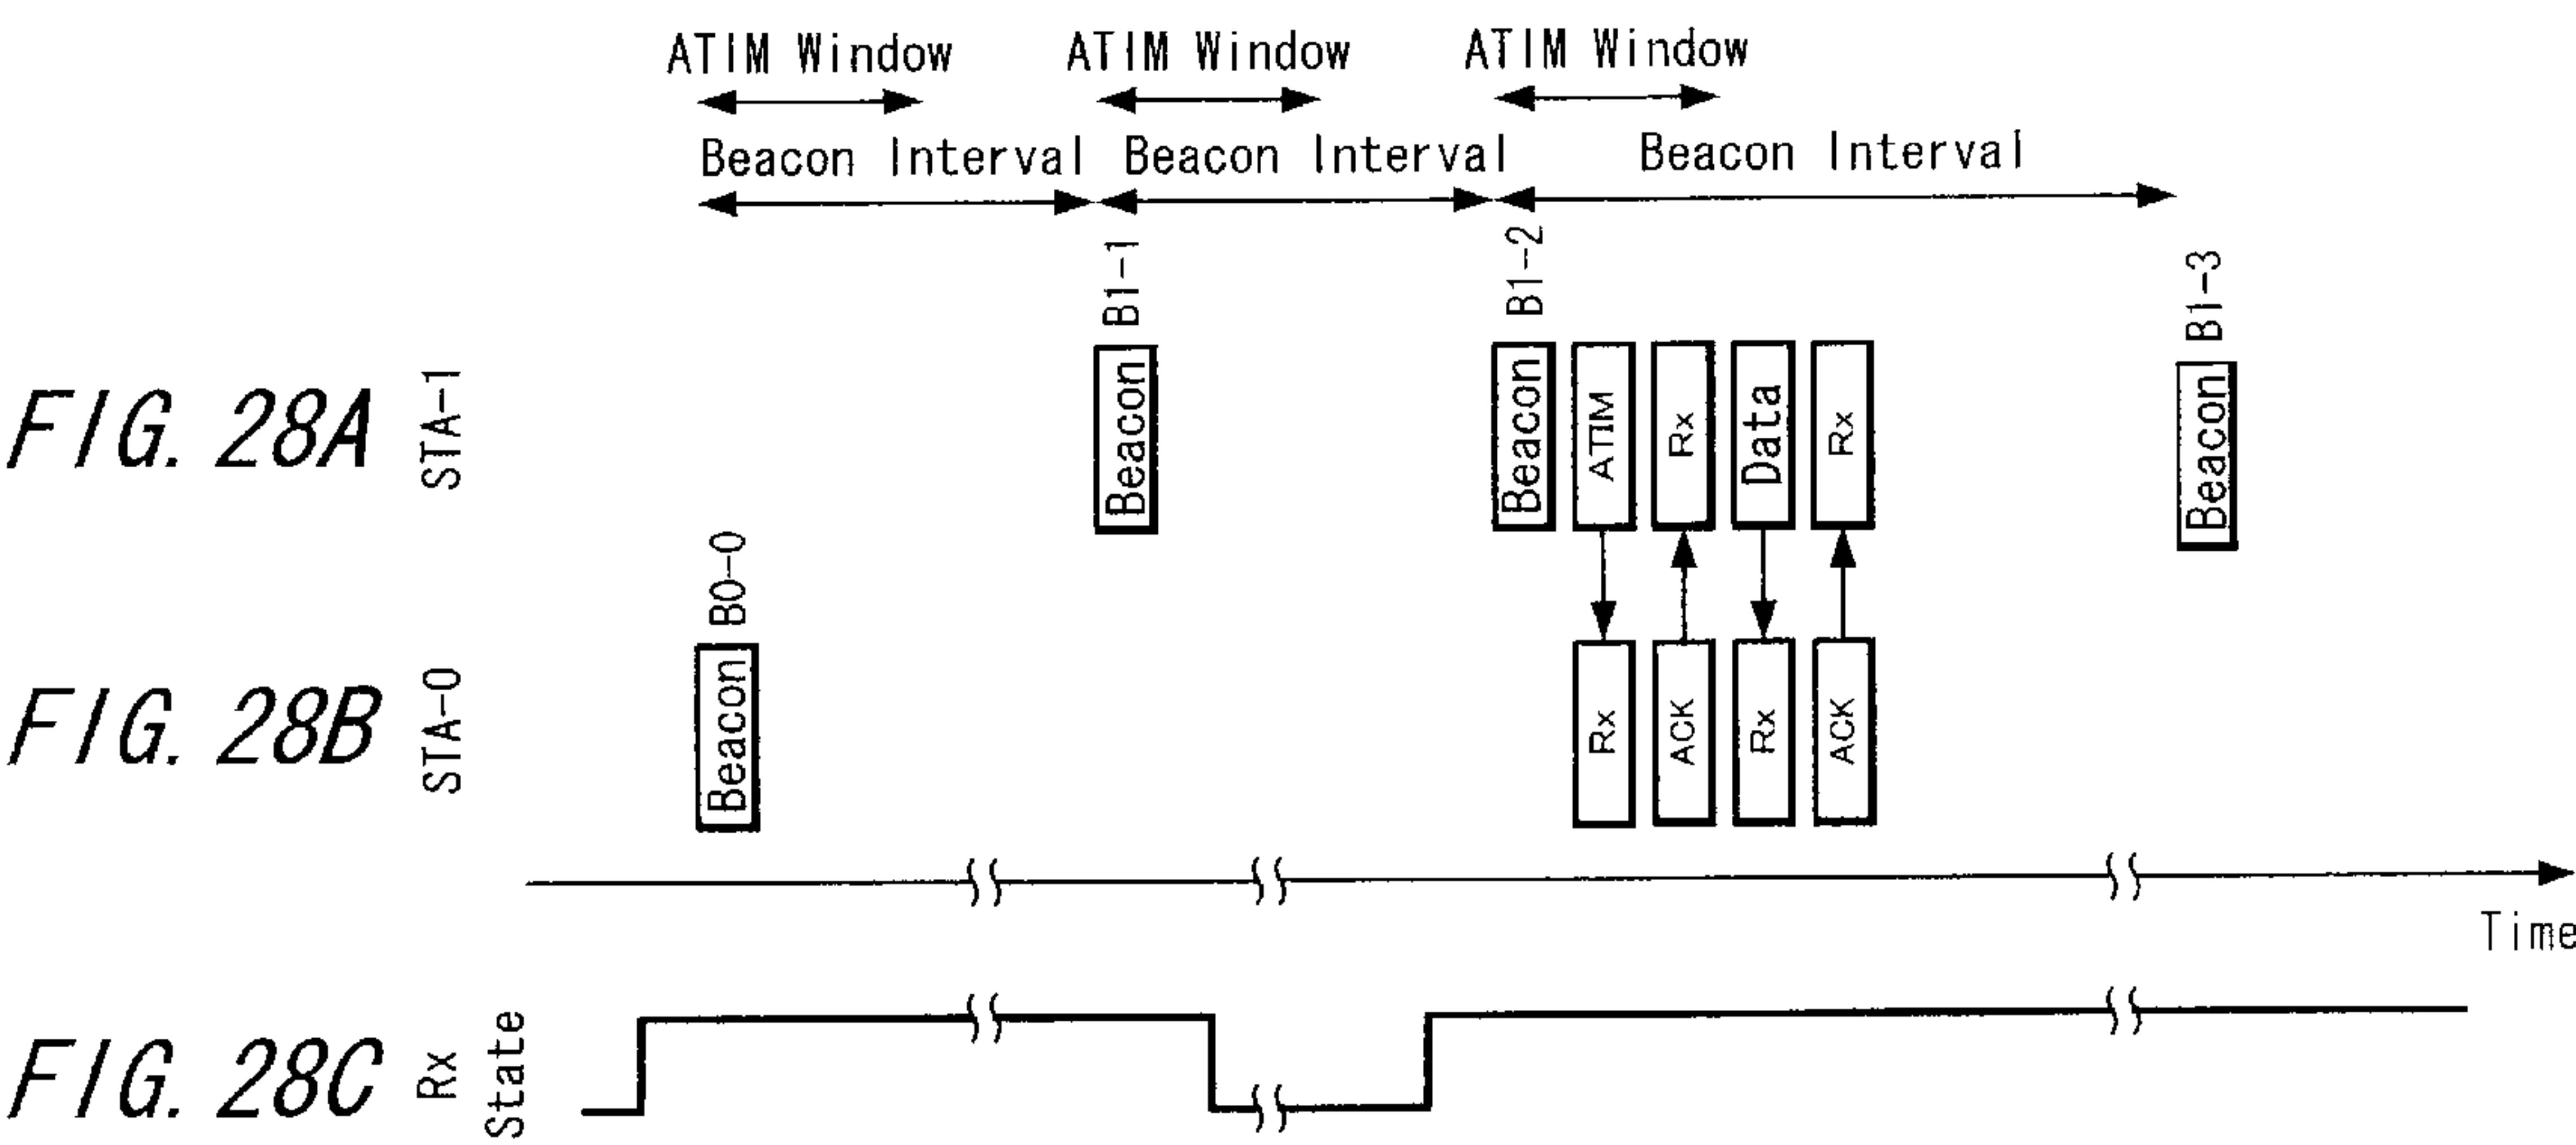 ATIM Window ATIM Window ATIM Window
Beacon Interval Beacon Interval Beacon Interval
B1-1
B1-2
B1-3
FIG. 28A
STA-1
Beacon
Beacon
ATIM
Rx
Data
Rx
Beacon
B0-0
FIG. 28B
STA-0
Beacon
Rx
ACK
Rx
ACK
Time
FIG. 28C
Rx
State